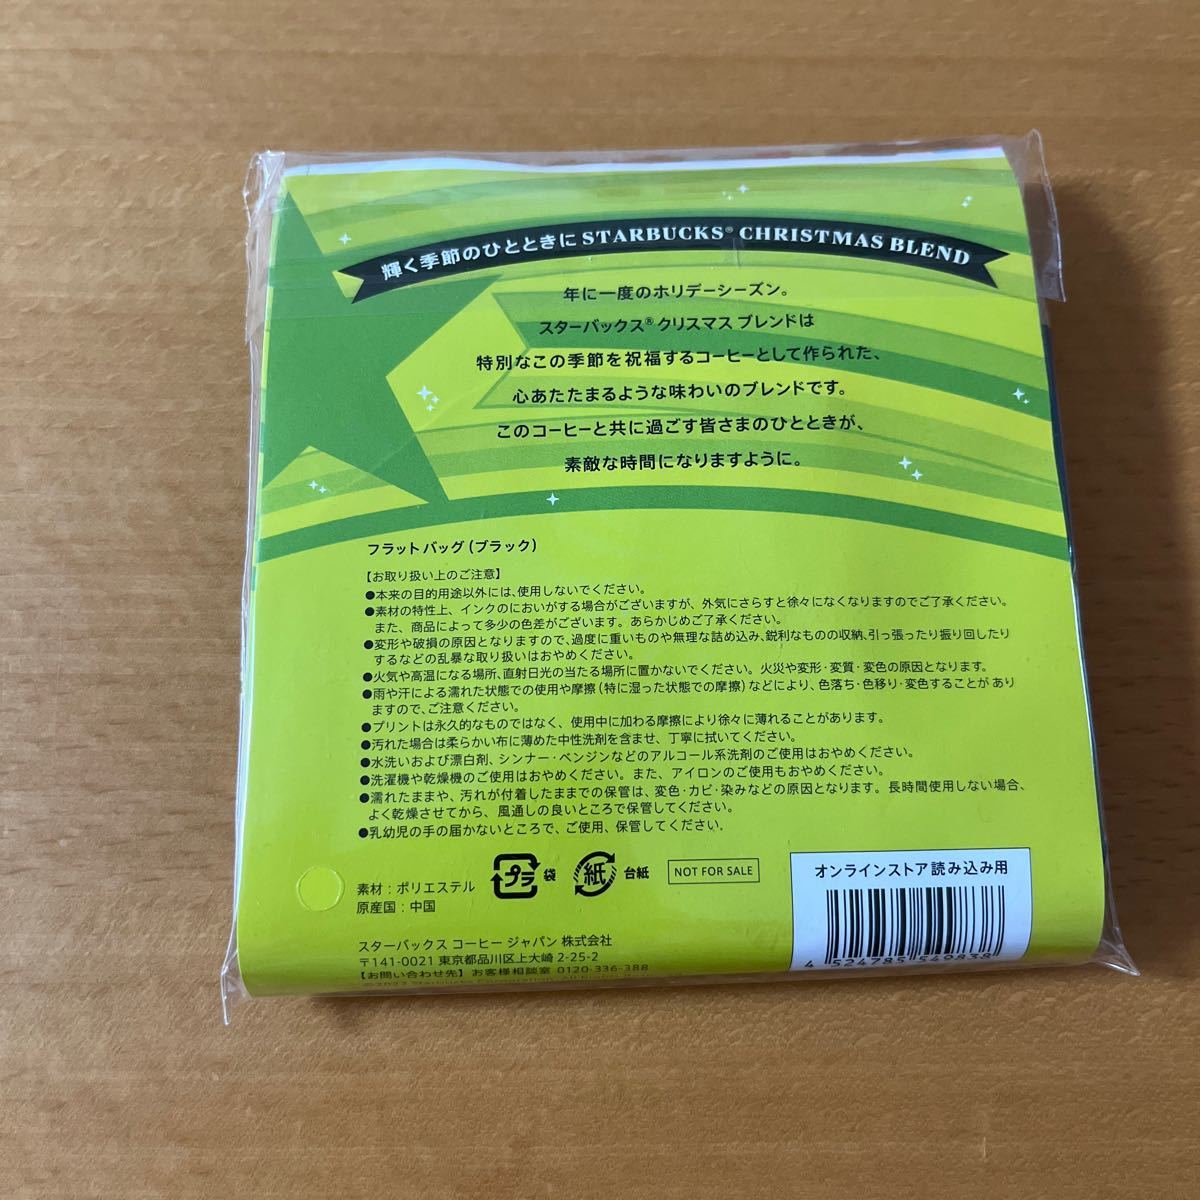 輝く季節のひとときに STARBUCKS® CHRISTMAS BLEND
年に一度のホリデーシーズン。
スターバックス® クリスマス ブレンドは
特別なこの季節を祝福するコーヒーとして作られた、
心あたたまるような味わいのブレンドです。
このコーヒーと共に過ごす皆さまのひとときが、
素敵な時間になりますように。
フラットバッグ（ブラック）
【お取り扱い上のご注意】
●本来の目的用途以外には、使用しないでください。
●素材の特性上、インクのにおいがする場合がございますが、外気にさらすと徐々になくなりますのでご了承ください。
また、商品によって多少の色差がございます。あらかじめご了承ください。
●変形や破損の原因となりますので、過度に重いものや無理な詰め込み、鋭利なものの収納、引っ張ったり振り回したり
するなどの乱暴な取り扱いはおやめください。
●火気や高温になる場所、直射日光の当たる場所に置かないでください。火災や変形・変質・変色の原因となります。
●雨や汗による濡れた状態での使用や摩擦（特に湿った状態での摩擦）などにより、色落ち・色移り・変色することがあり
ますので、ご注意ください。
●プリントは永久的なものではなく、使用中に加わる摩擦により徐々に薄れることがあります。
●汚れた場合は柔らかい布に薄めた中性洗剤を含ませ、丁寧に拭いてください。
●水洗いおよび漂白剤、シンナー・ベンジンなどのアルコール系洗剤のご使用はおやめください。
●洗濯機や乾燥機のご使用はおやめください。また、アイロンのご使用もおやめください。
●濡れたままや、汚れが付着したままでの保管は、変色・カビ・染みなどの原因となります。長時間使用しない場合、
よく乾燥させてから、風通しの良いところで保管してください。
●乳幼児の手の届かないところで、ご使用、保管してください。
素材：ポリエステル
原産国：中国
プラ 袋 紙 台紙 NOT FOR SALE
オンラインストア読み込み用
4 524785 549838
スターバックス コーヒー ジャパン 株式会社
〒141-0021 東京都品川区上大崎 2-25-2
【お問い合わせ先】お客様相談室 0120-336-388